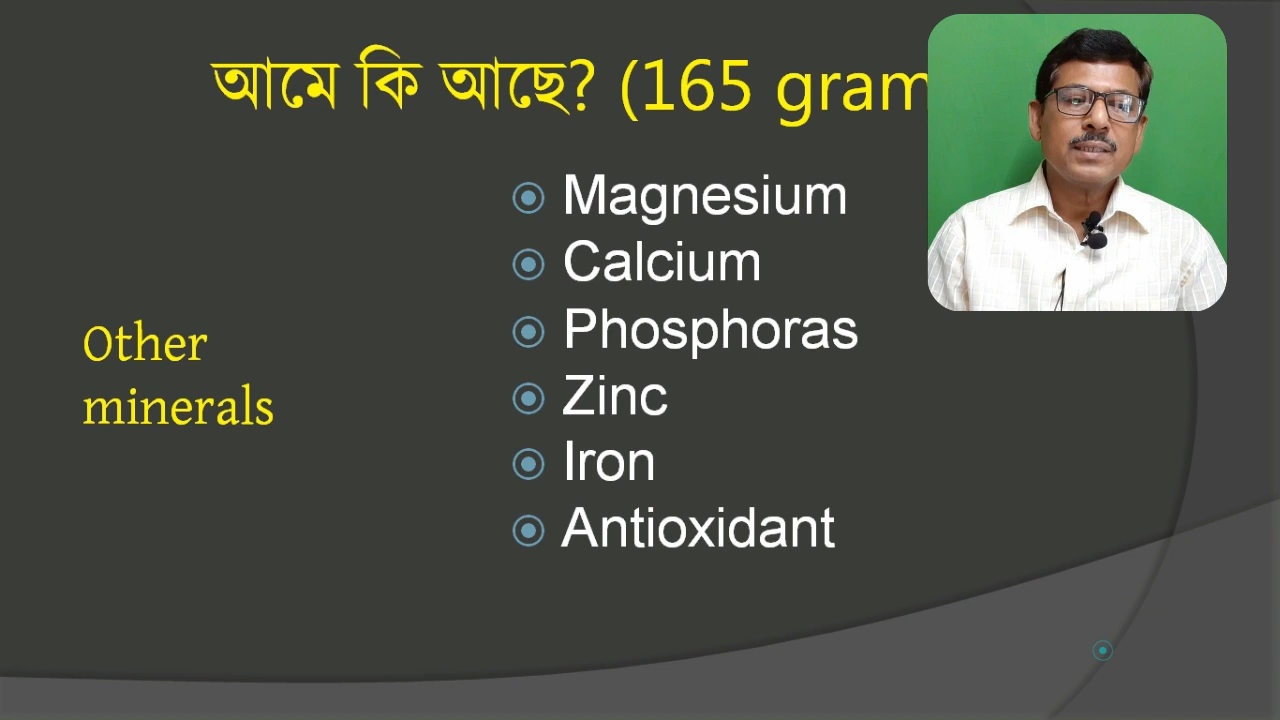 আমে কি আছে? (165 gram
Magnesium
Calcium
Phosphoras
Zinc
Iron
Antioxidant
Other
minerals